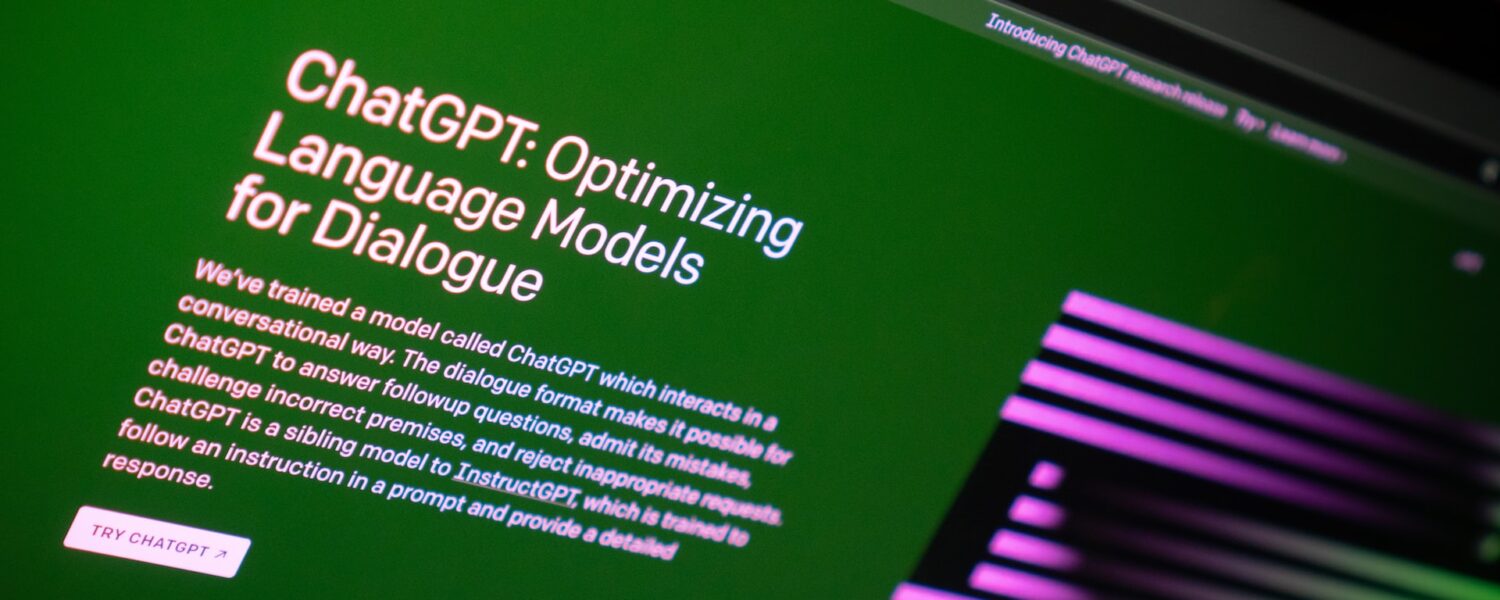 Introducing ChatGPT research release Try Learn more
ChatGPT: Optimizing
Language Models
for Dialogue
We've trained a model called ChatGPT which interacts in a
conversational way. The dialogue format makes it possible for
ChatGPT to answer followup questions, admit its mistakes,
challenge incorrect premises, and reject inappropriate requests.
ChatGPT is a sibling model to InstructGPT, which is trained to
follow an instruction in a prompt and provide a detailed
response.
TRY CHATGPT ↗